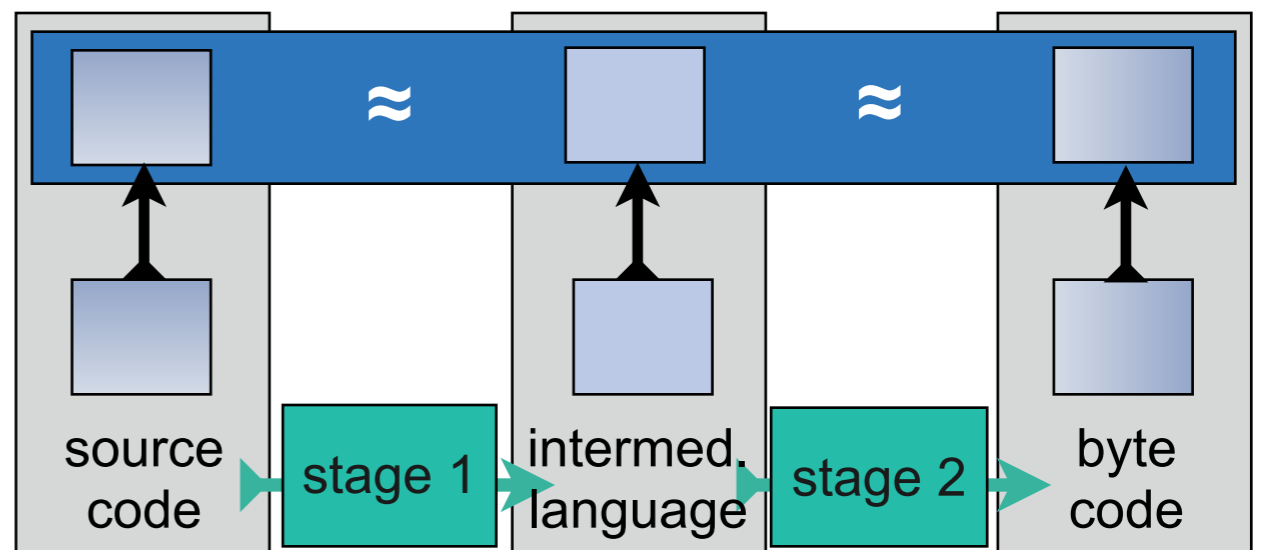 ≈ ≈
source
code
stage 1
intermed.
language
stage 2
byte
code